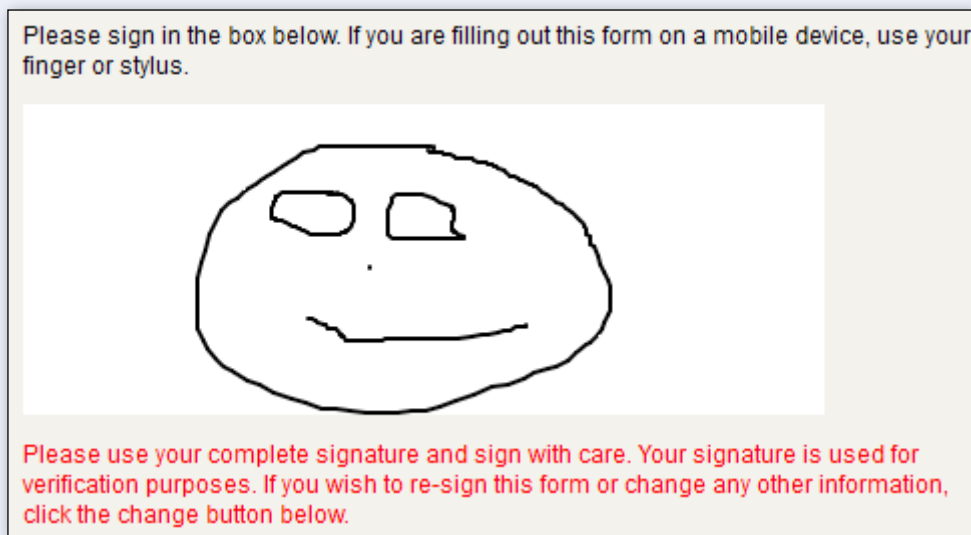 Please sign in the box below. If you are filling out this form on a mobile device, use your
finger or stylus.
Please use your complete signature and sign with care. Your signature is used for
verification purposes. If you wish to re-sign this form or change any other information,
click the change button below.